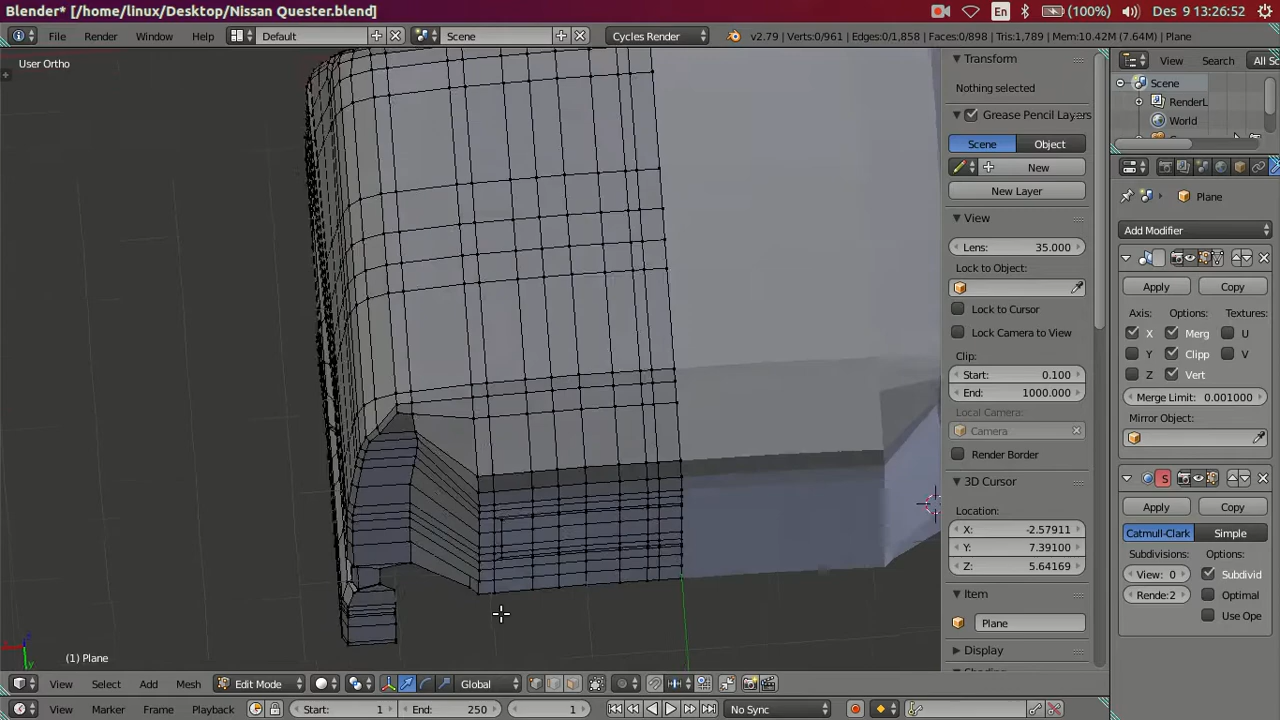 Blender* [/home/linux/Desktop/Nissan Quester.blend]
En
(100%)
Des 9 13:26:52
File
Render
Window
Help
Default
Scene
Cycles Render
v2.79 | Verts:0/961 | Edges:0/1,858 | Faces:0/898 | Tris:1,789 | Mem:10.42M (7.64M) | Plane
User Ortho
Transform
Nothing selected
Grease Pencil Layers
Scene
Object
New
New Layer
View
Lens: 35.000
Lock to Object:
Lock to Cursor
Lock Camera to View
Clip:
Start: 0.100
End: 1000.000
Local Camera:
Camera
Render Border
3D Cursor
Location:
X: -2.57911
Y: 7.39100
Z: 5.64169
Item
Plane
Display
View
Search
All Sc
Scene
RenderL
World
Plane
Add Modifier
Apply
Copy
Axis:
Options:
Textures:
X
Merg
U
Y
Clipp
V
Z
Vert
Merge Limit: 0.001000
Mirror Object:
S
Apply
Copy
Catmull-Clark
Simple
Subdivisions:
Options:
View: 0
Subdivid
Rende: 2
Optimal
Use Ope
(1) Plane
View
Select
Add
Mesh
Edit Mode
Global
View
Marker
Frame
Playback
Start: 1
End: 250
1
No Sync